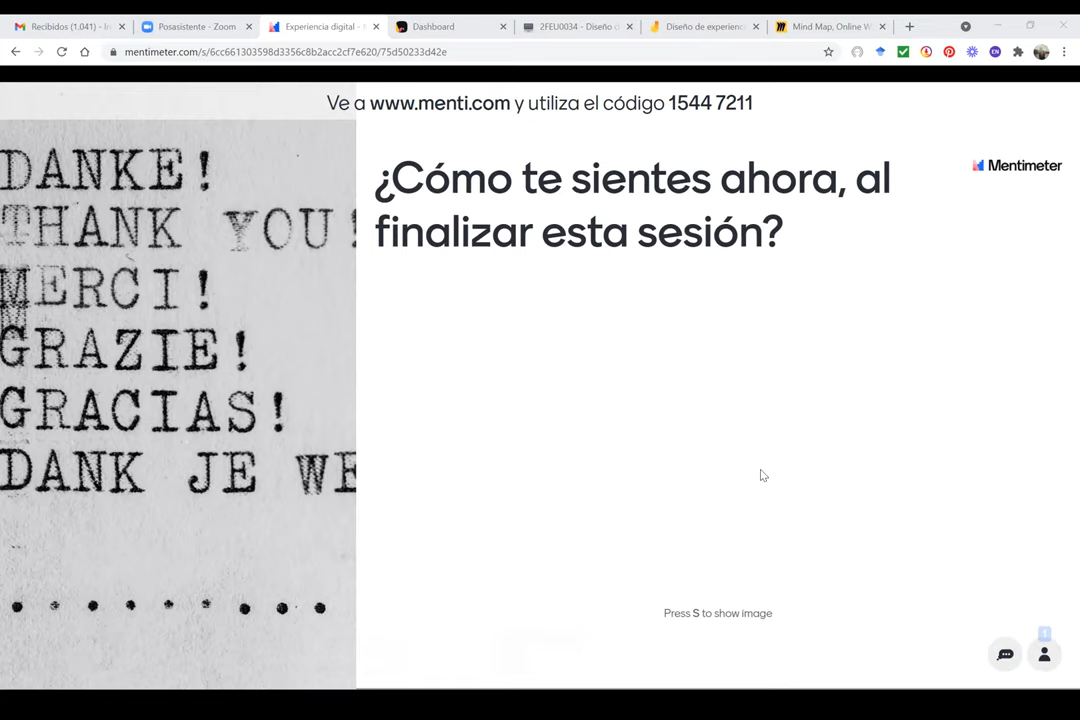 Recibidos (1.041) - in
Posasistente - Zoom
Experiencia digital -
Dashboard
2FEU0034 - Diseño d
Diseño de experienc
Mind Map, Online W
mentimeter.com/s/6cc661303598d3356c8b2acc2cf7e620/75d50233d42e
Ve a www.menti.com y utiliza el código 1544 7211
DANKE!
THANK YOU!
MERCI!
GRAZIE!
GRACIAS!
DANK JE WE
¿Cómo te sientes ahora, al
finalizar esta sesión?
Mentimeter
Press S to show image
1